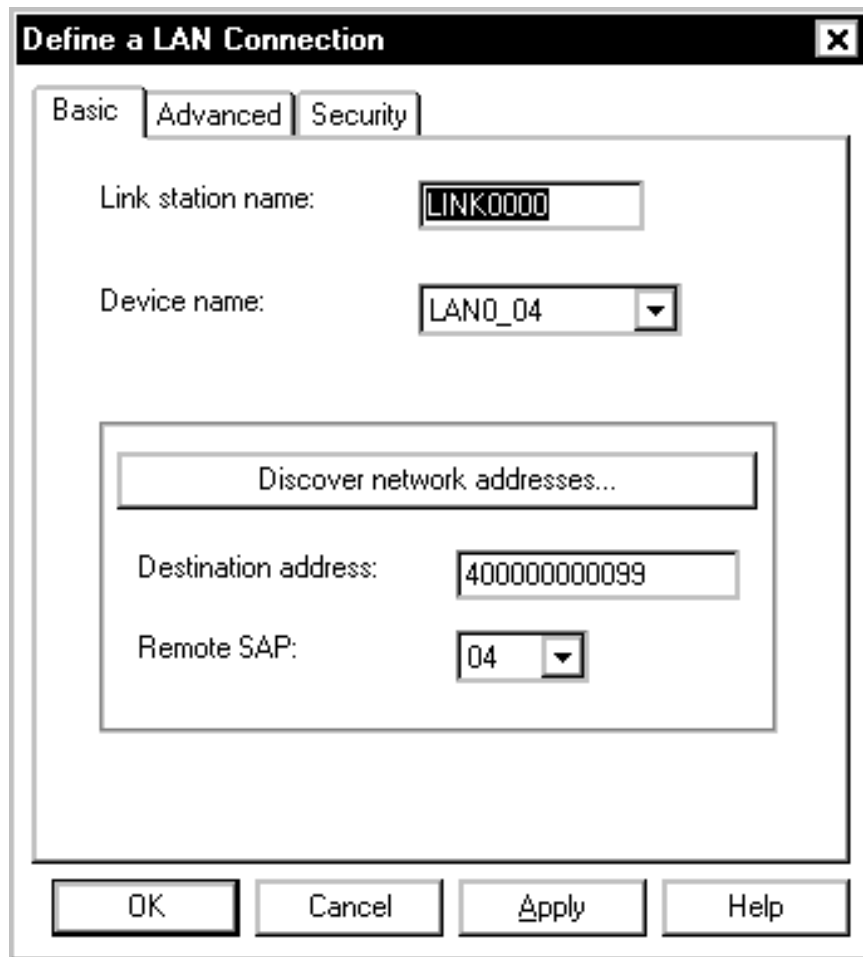 Define a LAN Connection
Basic Advanced Security
Link station name: LINK0000
Device name: LAN0_04
Discover network addresses...
Destination address: 400000000099
Remote SAP: 04
OK Cancel Apply Help